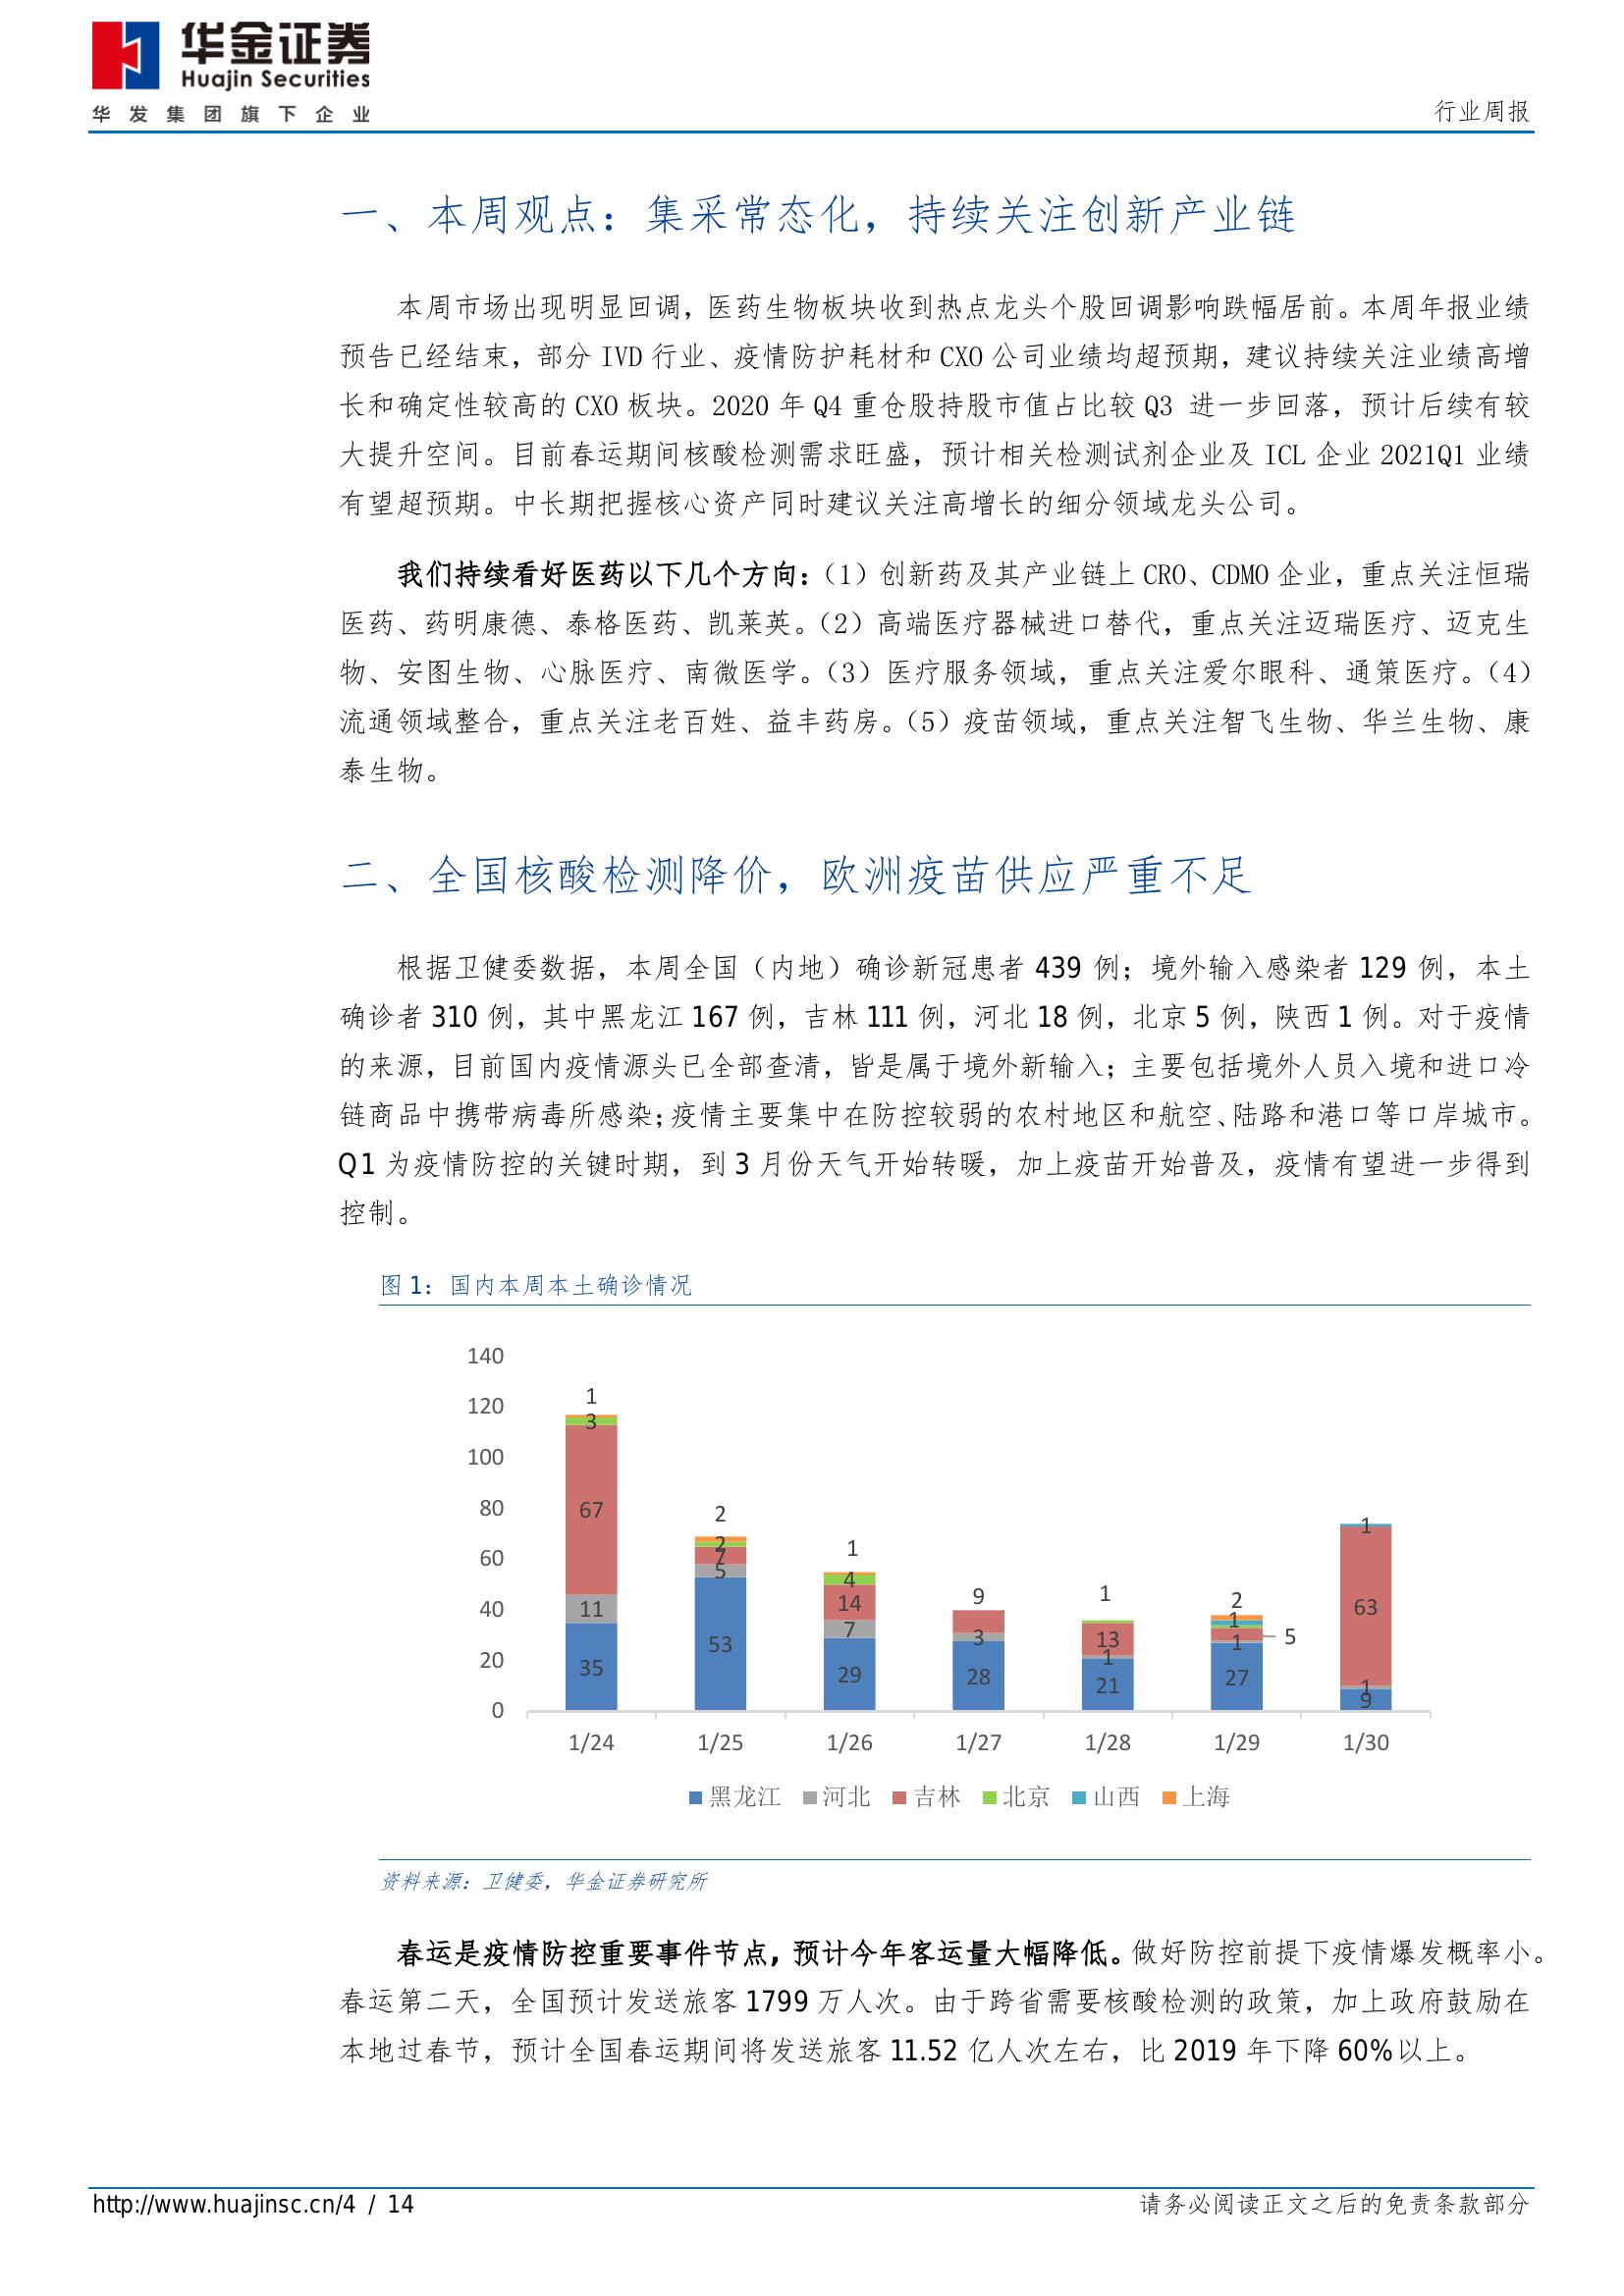 华金证券
Huajin Securities
华发集团旗下企业
行业周报
一、本周观点：集采常态化，持续关注创新产业链
本周市场出现明显回调，医药生物板块收到热点龙头个股回调影响跌幅居前。本周年报业绩
预告已经结束，部分 IVD 行业、疫情防护耗材和 CXO 公司业绩均超预期，建议持续关注业绩高增
长和确定性较高的 CXO 板块。2020 年 Q4 重仓股持股市值占比较 Q3 进一步回落，预计后续有较
大提升空间。目前春运期间核酸检测需求旺盛，预计相关检测试剂企业及 ICL 企业 2021Q1 业绩
有望超预期。中长期把握核心资产同时建议关注高增长的细分领域龙头公司。
我们持续看好医药以下几个方向：（1）创新药及其产业链上 CRO、CDMO 企业，重点关注恒瑞
医药、药明康德、泰格医药、凯莱英。（2）高端医疗器械进口替代，重点关注迈瑞医疗、迈克生
物、安图生物、心脉医疗、南微医学。（3）医疗服务领域，重点关注爱尔眼科、通策医疗。（4）
流通领域整合，重点关注老百姓、益丰药房。（5）疫苗领域，重点关注智飞生物、华兰生物、康
泰生物。
二、全国核酸检测降价，欧洲疫苗供应严重不足
根据卫健委数据，本周全国（内地）确诊新冠患者 439 例；境外输入感染者 129 例，本土
确诊者 310 例，其中黑龙江 167 例，吉林 111 例，河北 18 例，北京 5 例，陕西 1 例。对于疫情
的来源，目前国内疫情源头已全部查清，皆是属于境外新输入；主要包括境外人员入境和进口冷
链商品中携带病毒所感染；疫情主要集中在防控较弱的农村地区和航空、陆路和港口等口岸城市。
Q1 为疫情防控的关键时期，到 3 月份天气开始转暖，加上疫苗开始普及，疫情有望进一步得到
控制。
图 1：国内本周本土确诊情况
140
120
100
80
60
40
20
0
1
3
67
11
35
2
2
7
5
53
1
4
14
7
29
9
3
28
1
13
1
21
2
1
5
1
27
1
63
1
9
1/24 1/25 1/26 1/27 1/28 1/29 1/30
黑龙江 河北 吉林 北京 山西 上海
资料来源：卫健委，华金证券研究所
春运是疫情防控重要事件节点，预计今年客运量大幅降低。做好防控前提下疫情爆发概率小。
春运第二天，全国预计发送旅客 1799 万人次。由于跨省需要核酸检测的政策，加上政府鼓励在
本地过春节，预计全国春运期间将发送旅客 11.52 亿人次左右，比 2019 年下降 60%以上。
http://www.huajinsc.cn/4 / 14
请务必阅读正文之后的免责条款部分